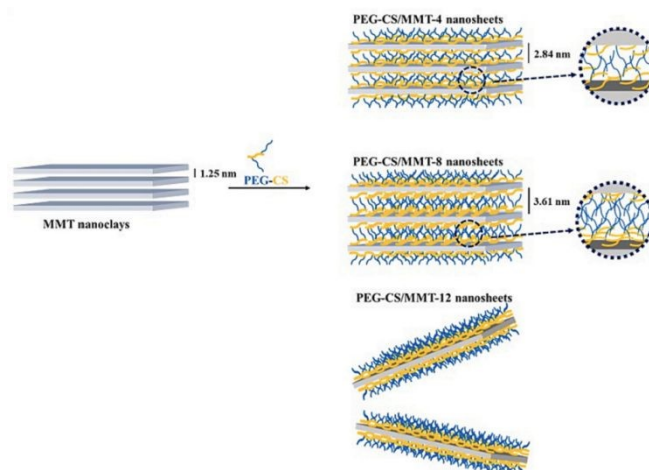 PEG-CS/MMT-4 nanosheets
2.84 nm
1.25 nm
PEG-CS
MMT nanoclays
PEG-CS/MMT-8 nanosheets
3.61 nm
PEG-CS/MMT-12 nanosheets